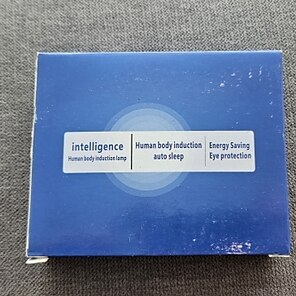 intelligence
Human body induction lamp
Human body induction
auto sleep
Energy Saving
Eye protection